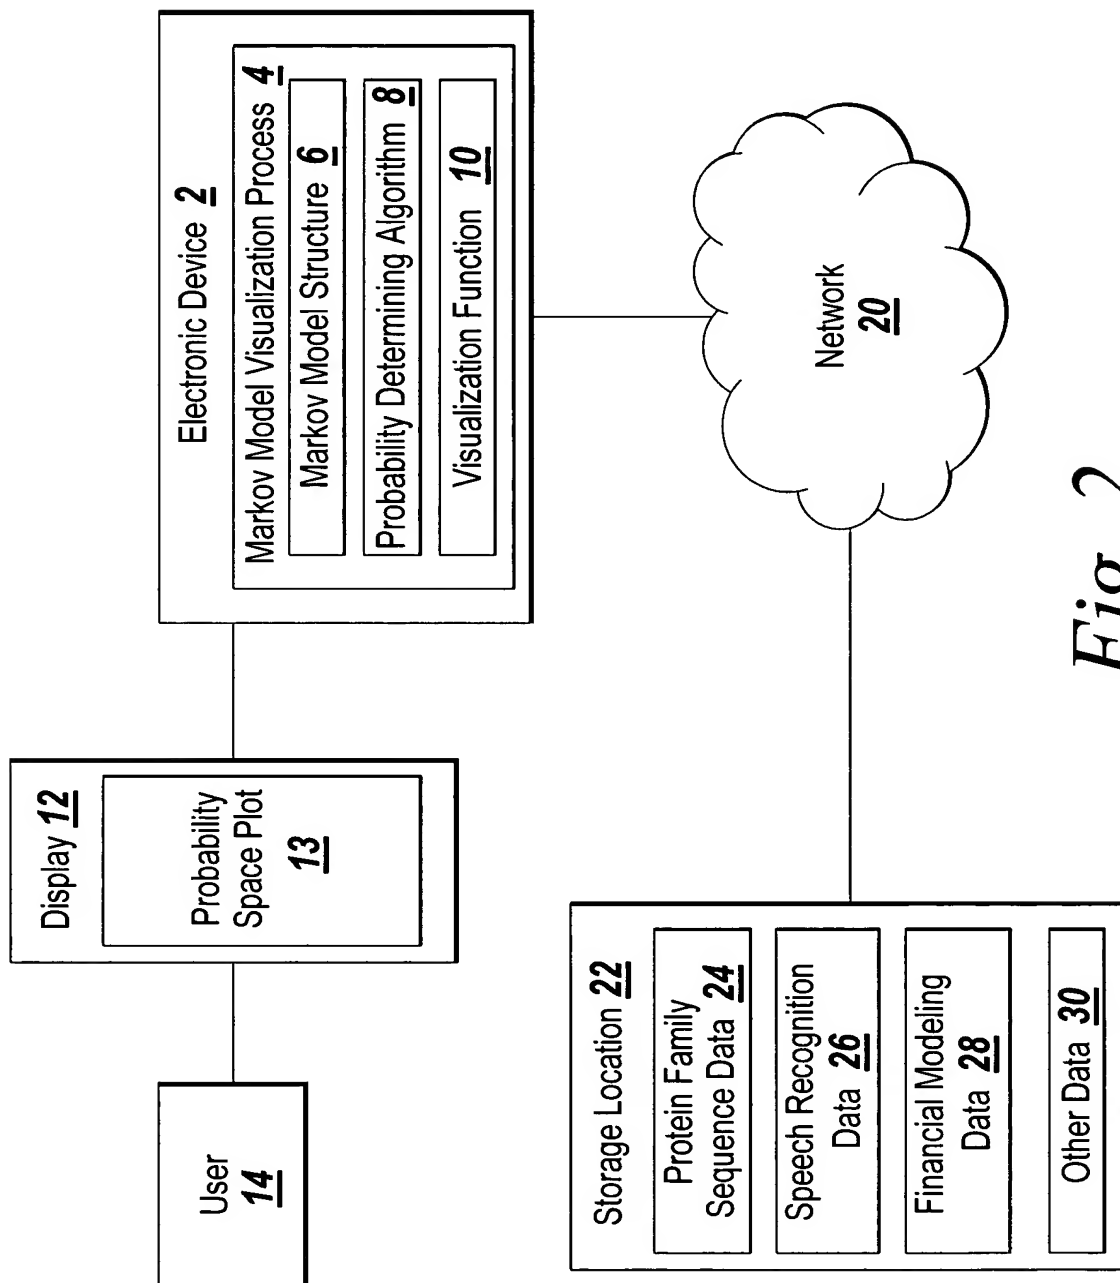 User
14
Display 12
Probability
Space Plot
13
Electronic Device 2
Markov Model Visualization Process 4
Markov Model Structure 6
Probability Determining Algorithm 8
Visualization Function 10
Storage Location 22
Protein Family
Sequence Data 24
Speech Recognition
Data 26
Financial Modeling
Data 28
Other Data 30
Network
20
Fig. 2